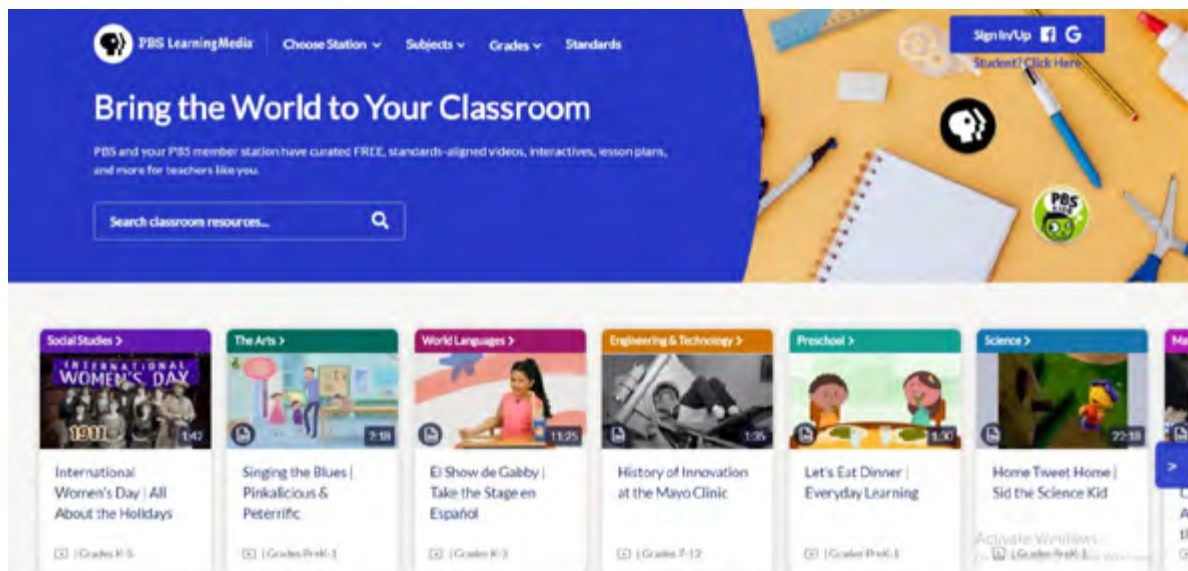 PBS LearningMedia
Choose Station
Subjects
Grades
Standards
Sign In/Up
Student? Click Here
Bring the World to Your Classroom
PBS and your PBS member station have curated FREE, standards-aligned videos, interactives, lesson plans,
and more for teachers like you.
Search classroom resources...
PBS
KIDS
Social Studies >
The Arts >
World Languages >
Engineering & Technology >
Preschool >
Science >
INTERNATIONAL
WOMEN'S DAY
1911
1:42
2:18
11:25
1:35
1:30
22:18
>
International
Women's Day | All
About the Holidays
Singing the Blues |
Pinkalicious &
Peterrific
El Show de Gabby |
Take the Stage en
Español
History of Innovation
at the Mayo Clinic
Let's Eat Dinner |
Everyday Learning
Home Tweet Home |
Sid the Science Kid
| Grades K-5
| Grades PreK-1
| Grades K-3
| Grades 7-12
| Grades PreK-1
| Grades PreK-1
Activate Windows